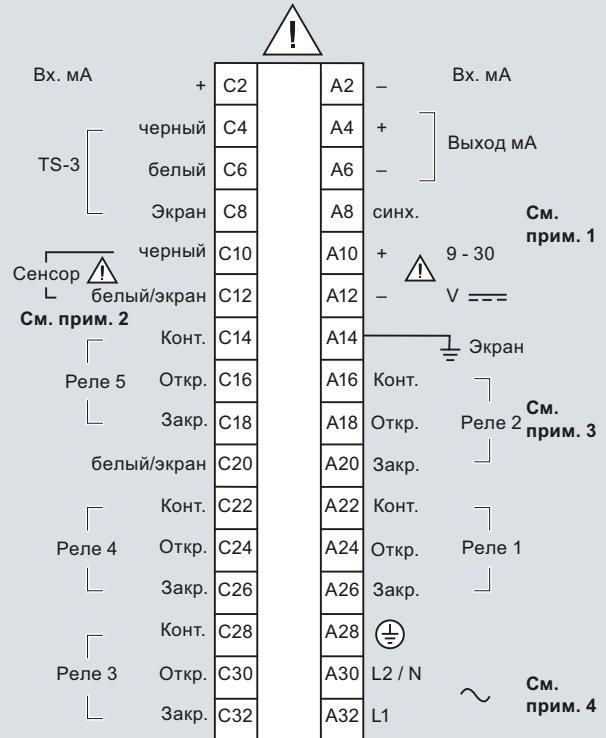 Вх. мА + C2 A2 – Вх. мА
черный C4 A4 +
Выход мА
TS-3 белый C6 A6 –
Экран C8 A8 синх. См. прим. 1
черный C10 A10 + 9 - 30
Сенсор белый/экран C12 A12 – V
См. прим. 2
Конт. C14 A14 Экран
Реле 5 Откр. C16 A16 Конт.
Закр. C18 A18 Откр. Реле 2 См. прим. 3
белый/экран C20 A20 Закр.
Конт. C22 A22 Конт.
Реле 4 Откр. C24 A24 Откр. Реле 1
Закр. C26 A26 Закр.
Конт. C28 A28
Реле 3 Откр. C30 A30 L2 / N
Закр. C32 A32 L1 См. прим. 4